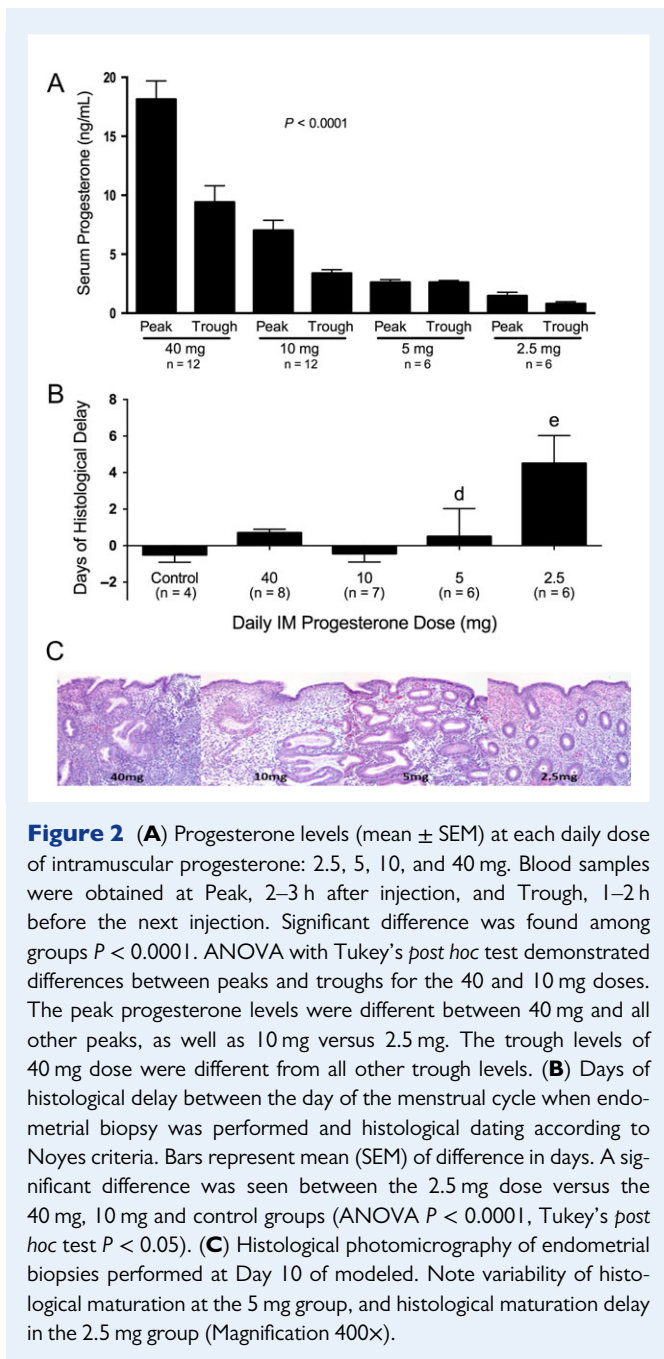 A
Serum Progesterone (ng/mL)
20
15
10
5
0
P < 0.0001
Peak Trough Peak Trough Peak Trough Peak Trough
40 mg 10 mg 5 mg 2.5 mg
n = 12 n = 12 n = 6 n = 6
B
Days of Histological Delay
8
6
4
2
0
−2
d
e
Control 40 10 5 2.5
(n = 4) (n = 8) (n = 7) (n = 6) (n = 6)
Daily IM Progesterone Dose (mg)
C
40mg 10mg 5mg 2.5mg
Figure 2 (A) Progesterone levels (mean ± SEM) at each daily dose
of intramuscular progesterone: 2.5, 5, 10, and 40 mg. Blood samples
were obtained at Peak, 2–3 h after injection, and Trough, 1–2 h
before the next injection. Significant difference was found among
groups P < 0.0001. ANOVA with Tukey's post hoc test demonstrated
differences between peaks and troughs for the 40 and 10 mg doses.
The peak progesterone levels were different between 40 mg and all
other peaks, as well as 10 mg versus 2.5 mg. The trough levels of
40 mg dose were different from all other trough levels. (B) Days of
histological delay between the day of the menstrual cycle when endo-
metrial biopsy was performed and histological dating according to
Noyes criteria. Bars represent mean (SEM) of difference in days. A sig-
nificant difference was seen between the 2.5 mg dose versus the
40 mg, 10 mg and control groups (ANOVA P < 0.0001, Tukey's post
hoc test P < 0.05). (C) Histological photomicrography of endometrial
biopsies performed at Day 10 of modeled. Note variability of histo-
logical maturation at the 5 mg group, and histological maturation delay
in the 2.5 mg group (Magnification 400×).